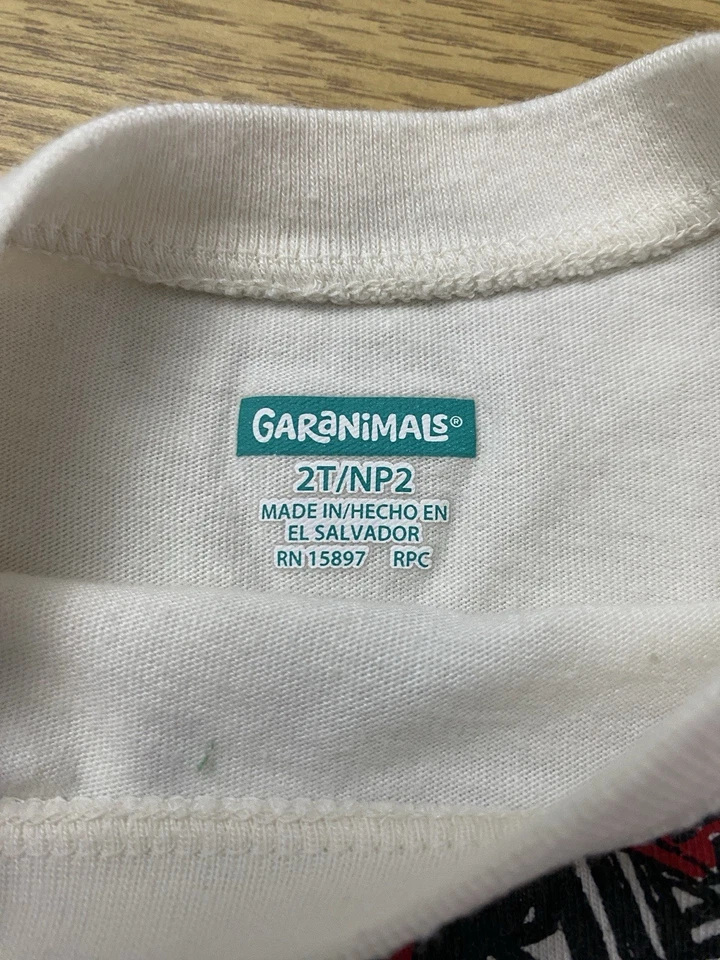 GARANiMALS®
2T/NP2
MADE IN/HECHO EN
EL SALVADOR
RN 15897 RPC